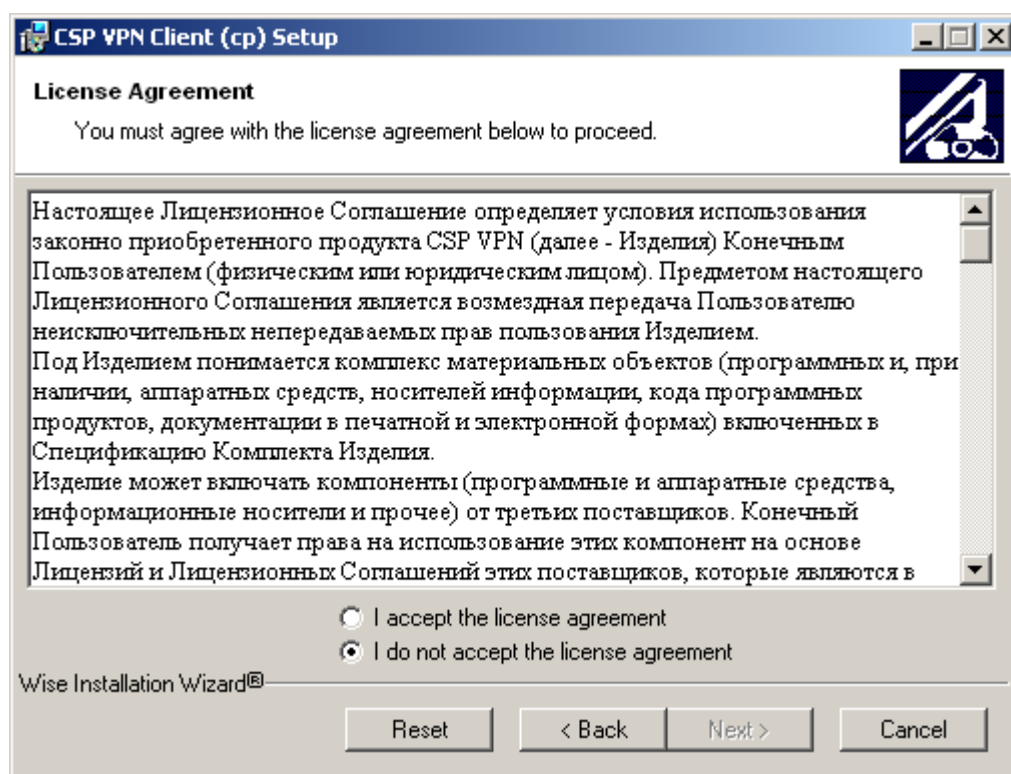 CSP VPN Client (cp) Setup
License Agreement
You must agree with the license agreement below to proceed.
Настоящее Лицензионное Соглашение определяет условия использования
законно приобретенного продукта CSP VPN (далее - Изделия) Конечным
Пользователем (физическим или юридическим лицом). Предметом настоящего
Лицензионного Соглашения является возмездная передача Пользователю
неисключительных непередаваемых прав пользования Изделием.
Под Изделием понимается комплекс материальных объектов (программных и, при
наличии, аппаратных средств, носителей информации, кода программных
продуктов, документации в печатной и электронной формах) включенных в
Спецификацию Комплекта Изделия.
Изделие может включать компоненты (программные и аппаратные средства,
информационные носители и прочее) от третьих поставщиков. Конечный
Пользователь получает права на использование этих компонент на основе
Лицензий и Лицензионных Соглашений этих поставщиков, которые являются в
I accept the license agreement
I do not accept the license agreement
Wise Installation Wizard®
Reset
< Back
Next >
Cancel